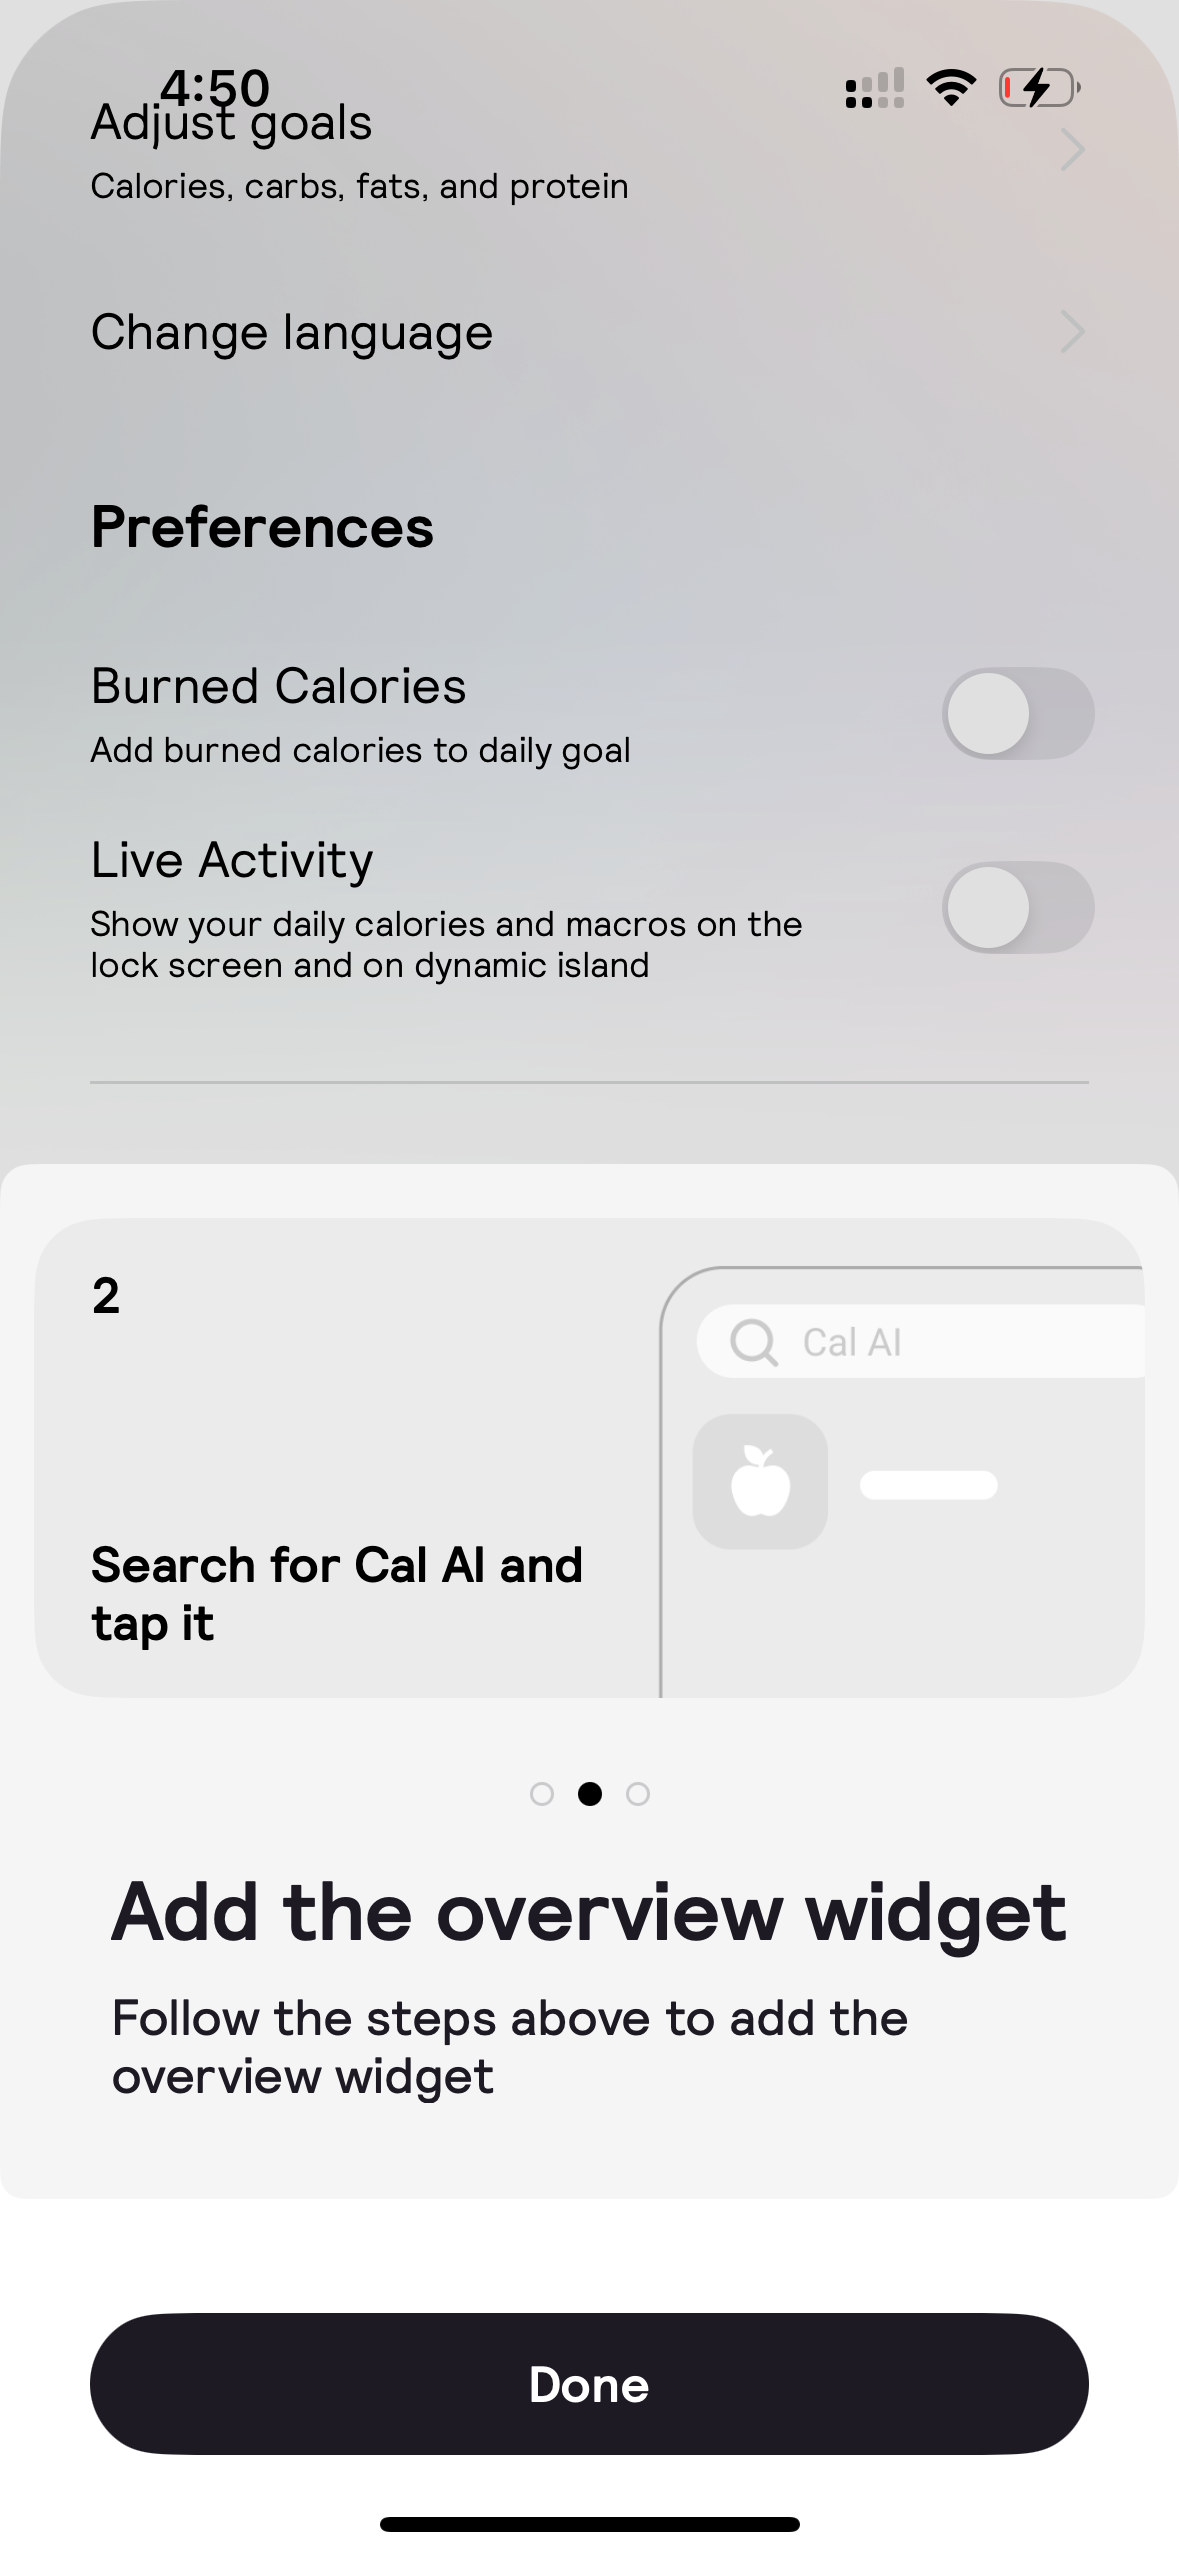 4:50
Adjust goals
Calories, carbs, fats, and protein
Change language
Preferences
Burned Calories
Add burned calories to daily goal
Live Activity
Show your daily calories and macros on the
lock screen and on dynamic island
2
Cal AI
Search for Cal AI and
tap it
Add the overview widget
Follow the steps above to add the
overview widget
Done